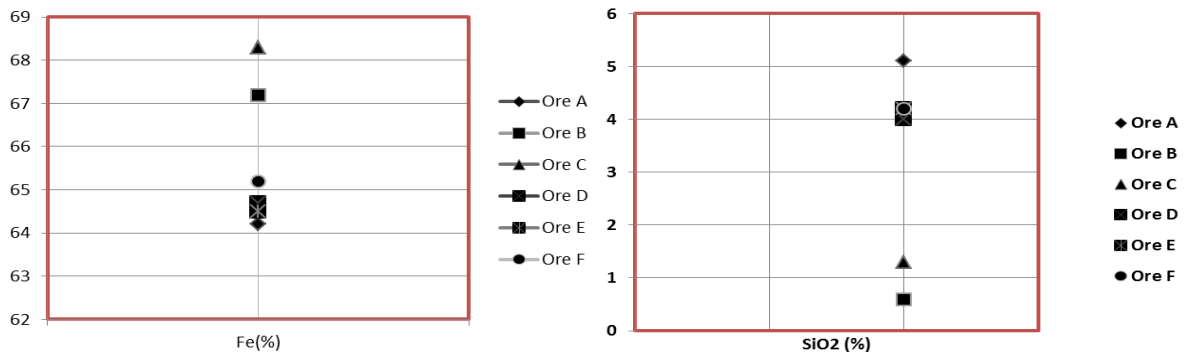 69
68
67
66
65
64
63
62
Fe(%)
Ore A
Ore B
Ore C
Ore D
Ore E
Ore F
6
5
4
3
2
1
0
SiO2 (%)
Ore A
Ore B
Ore C
Ore D
Ore E
Ore F